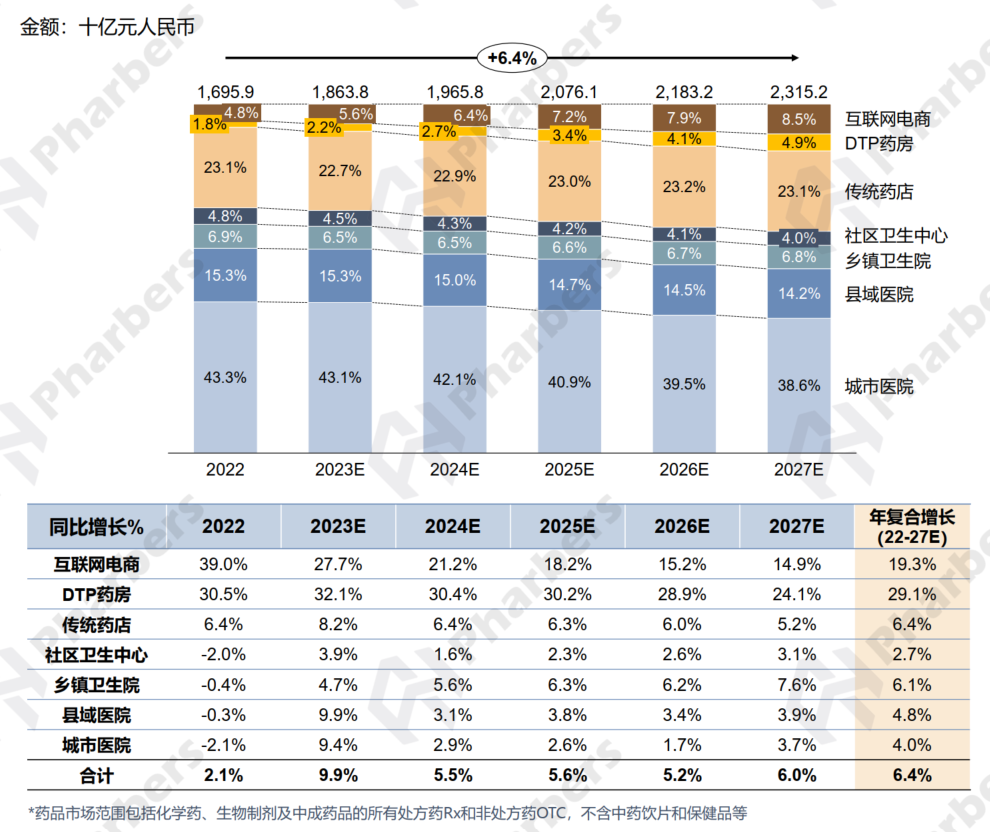 金额：十亿元人民币
+6.4%
1,695.9 1,863.8 1,965.8 2,076.1 2,183.2 2,315.2
4.8% 5.6% 6.4% 7.2% 7.9% 8.5% 互联网电商
1.8% 2.2% 2.7% 3.4% 4.1% 4.9% DTP药房
23.1% 22.7% 22.9% 23.0% 23.2% 23.1% 传统药店
4.8% 4.5% 4.3% 4.2% 4.1% 4.0% 社区卫生中心
6.9% 6.5% 6.5% 6.6% 6.7% 6.8% 乡镇卫生院
15.3% 15.3% 15.0% 14.7% 14.5% 14.2% 县域医院
43.3% 43.1% 42.1% 40.9% 39.5% 38.6% 城市医院
2022 2023E 2024E 2025E 2026E 2027E
同比增长% 2022 2023E 2024E 2025E 2026E 2027E 年复合增长
(22-27E)
互联网电商 39.0% 27.7% 21.2% 18.2% 15.2% 14.9% 19.3%
DTP药房 30.5% 32.1% 30.4% 30.2% 28.9% 24.1% 29.1%
传统药店 6.4% 8.2% 6.4% 6.3% 6.0% 5.2% 6.4%
社区卫生中心 -2.0% 3.9% 1.6% 2.3% 2.6% 3.1% 2.7%
乡镇卫生院 -0.4% 4.7% 5.6% 6.3% 6.2% 7.6% 6.1%
县域医院 -0.3% 9.9% 3.1% 3.8% 3.4% 3.9% 4.8%
城市医院 -2.1% 9.4% 2.9% 2.6% 1.7% 3.7% 4.0%
合计 2.1% 9.9% 5.5% 5.6% 5.2% 6.0% 6.4%
*药品市场范围包括化学药、生物制剂及中成药品的所有处方药Rx和非处方药OTC，不含中药饮片和保健品等
Pharbers